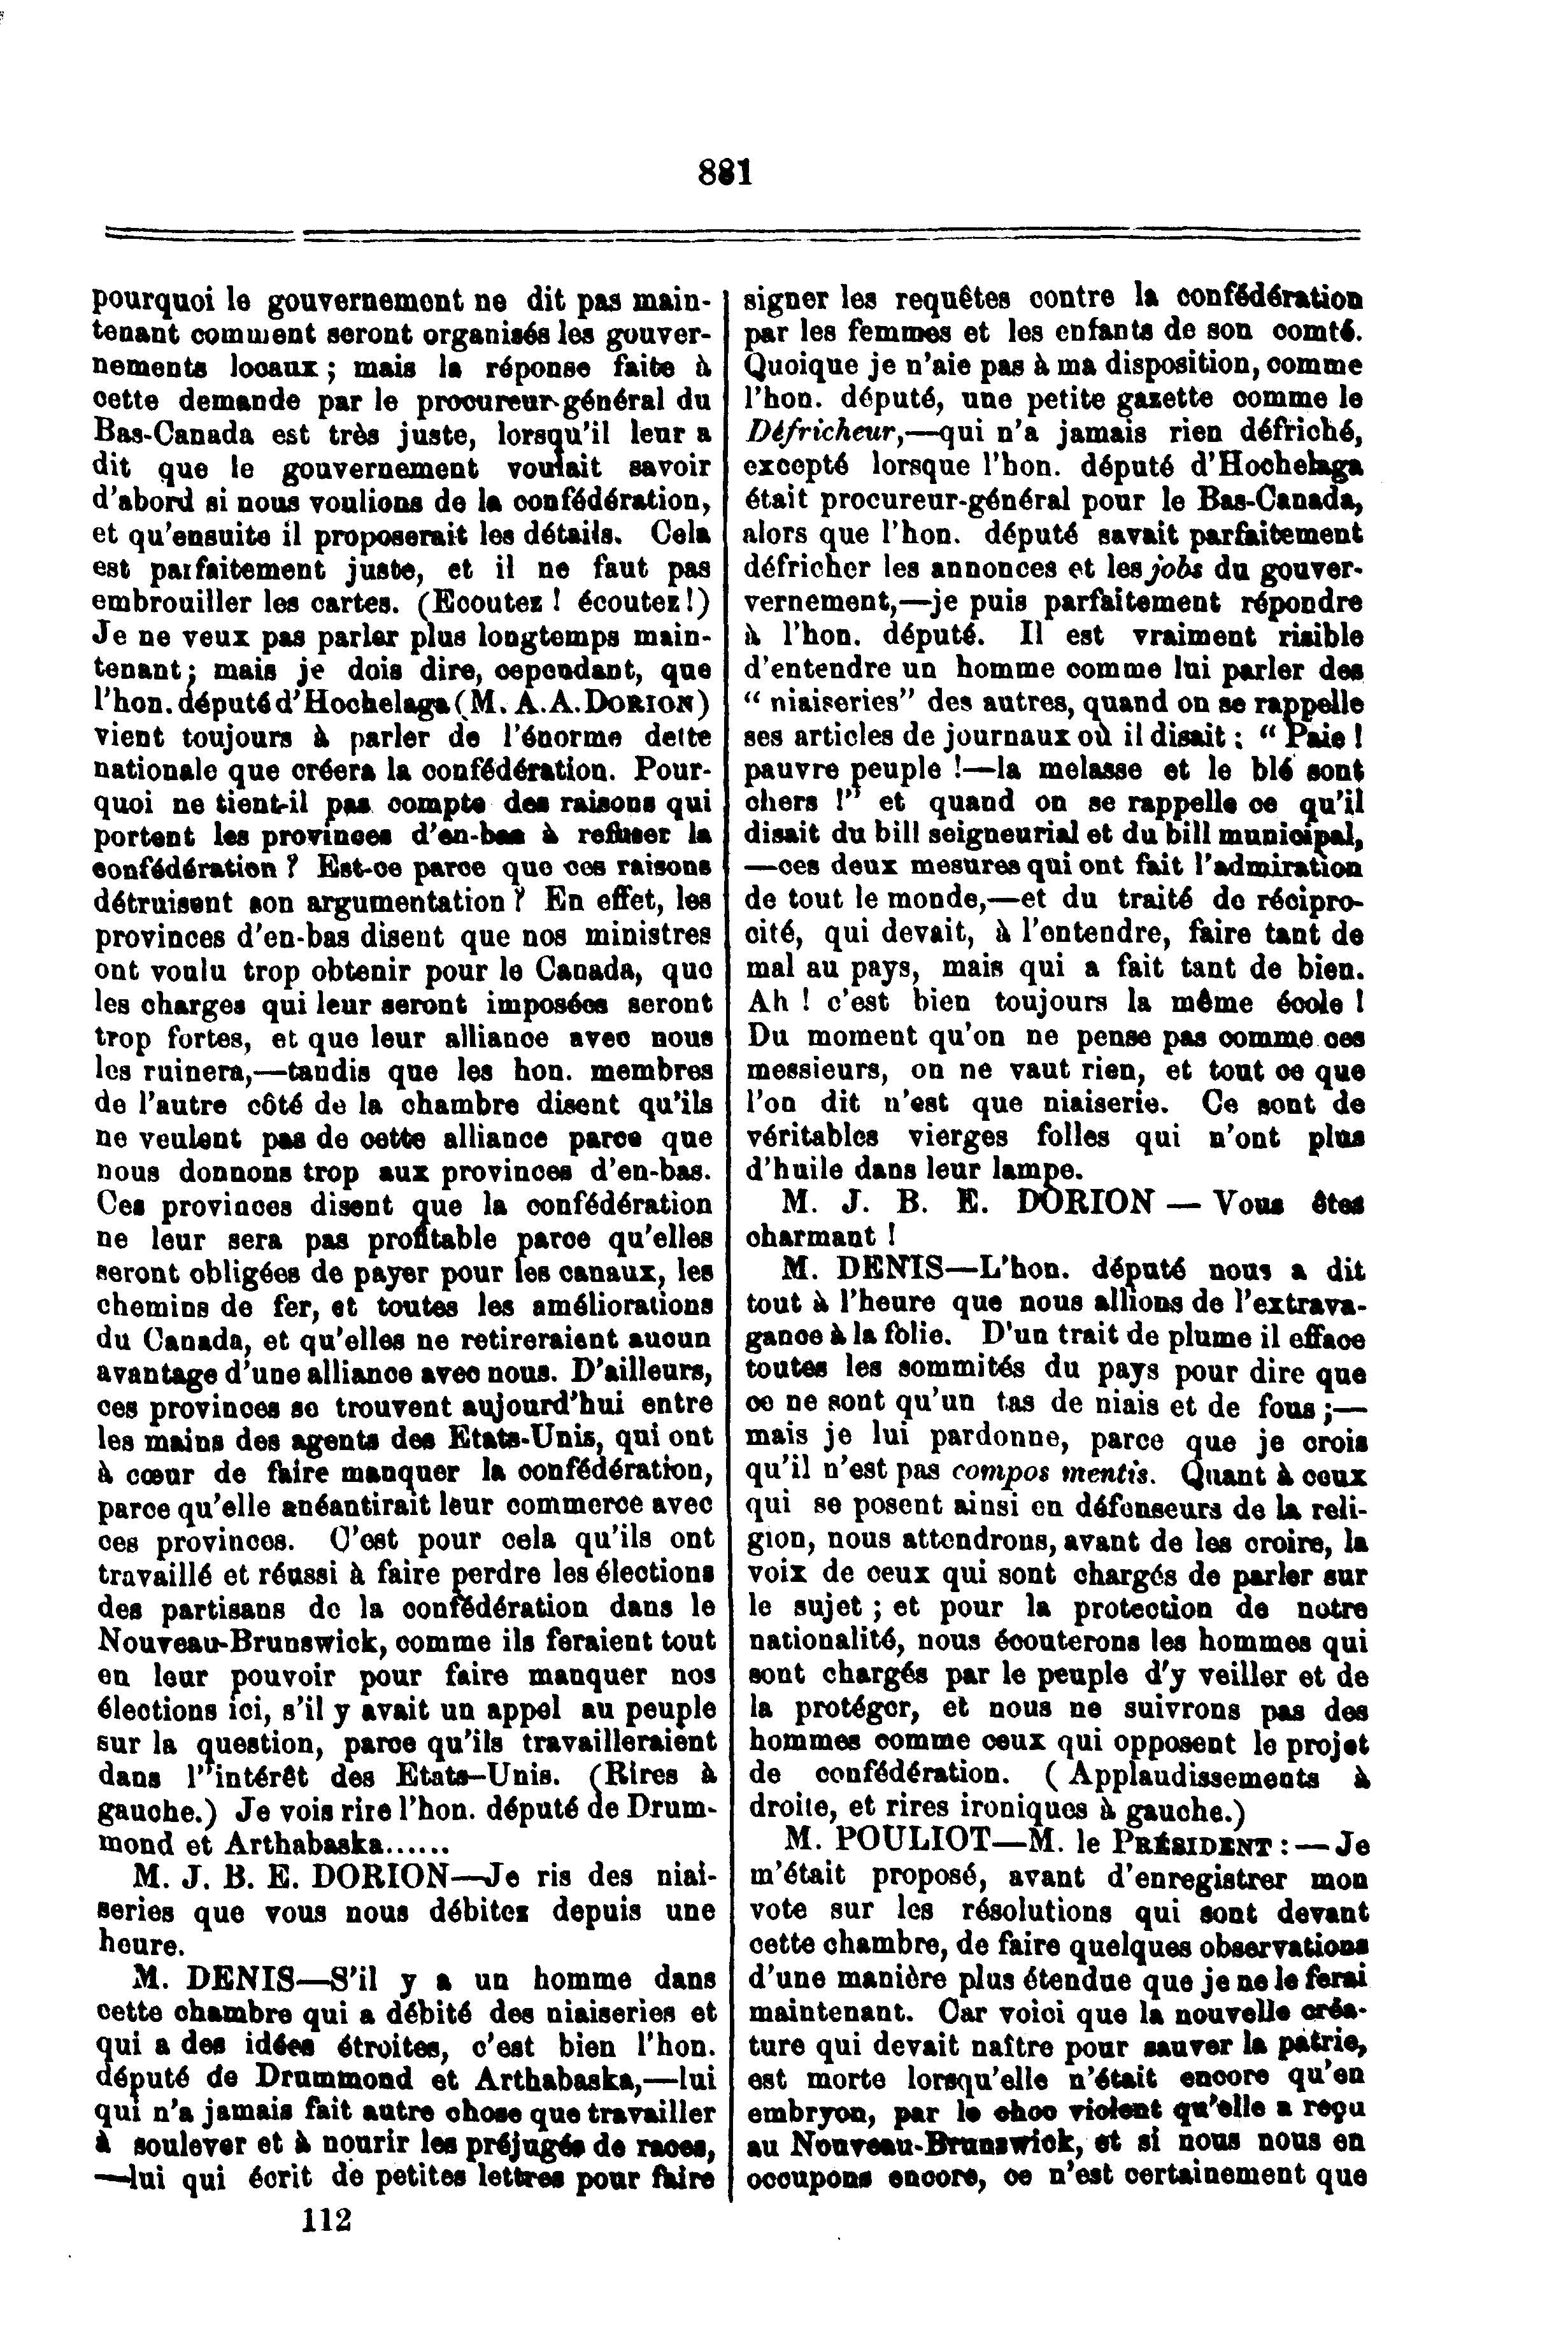 881
pourquoi le gouvernement ne dit pas main-
tenant comment seront organisés les gouver-
nements locaux ; mais la réponse faite à
cette demande par le procureur-général du
Bas-Canada est très juste, lorsqu'il leur a
dit que le gouvernement voulait savoir
d'abord si nous voulions de la confédération,
et qu'ensuite il proposerait les détails. Cela
est parfaitement juste, et il ne faut pas
embrouiller les cartes. (Ecoutez ! écoutez !)
Je ne veux pas parler plus longtemps main-
tenant ; mais je dois dire, cependant, que
l'hon. député d'Hochelaga (M. A. A. DORION)
vient toujours à parler de l'énorme dette
nationale que créera la confédération. Pour-
quoi ne tient-il pas compte des raisons qui
portent les provinces d'en-bas à refuser la
confédération ? Est-ce parce que ces raisons
détruisent son argumentation ? En effet, les
provinces d'en-bas disent que nos ministres
ont voulu trop obtenir pour le Canada, que
les charges qui leur seront imposées seront
trop fortes, et que leur alliance avec nous
les ruinera,—tandis que les hon. membres
de l'autre côté de la chambre disent qu'ils
ne veulent pas de cette alliance parce que
nous donnons trop aux provinces d'en-bas.
Ces provinces disent que la confédération
ne leur sera pas profitable parce qu'elles
seront obligées de payer pour les canaux, les
chemins de fer, et toutes les améliorations
du Canada, et qu'elles ne retireraient aucun
avantage d'une alliance avec nous. D'ailleurs,
ces provinces se trouvent aujourd'hui entre
les mains des agents des Etats-Unis, qui ont
à cœur de faire manquer la confédération,
parce qu'elle anéantirait leur commerce avec
ces provinces. C'est pour cela qu'ils ont
travaillé et réussi à faire perdre les élections
des partisans de la confédération dans le
Nouveau-Brunswick, comme ils feraient tout
en leur pouvoir pour faire manquer nos
élections ici, s'il y avait un appel au peuple
sur la question, parce qu'ils travailleraient
dans l'intérêt des Etats-Unis. (Rires à
gauche.) Je vois rire l'hon. député de Drum-
mond et Arthabaska......
M. J. B. E. DORION—Je ris des niai-
series que vous nous débitez depuis une
heure.
M. DENIS—S'il y a un homme dans
cette chambre qui a débité des niaiseries et
qui a des idées étroites, c'est bien l'hon.
député de Drummond et Arthabaska,—lui
qui n'a jamais fait autre chose que travailler
à soulever et à nourir les préjugés de races,
—lui qui écrit de petites lettres pour faire
112
signer les requêtes contre la confédération
par les femmes et les enfants de son comté.
Quoique je n'aie pas à ma disposition, comme
l'hon. député, une petite gazette comme le
Défricheur,—qui n'a jamais rien défriché,
excepté lorsque l'hon. député d'Hochelaga
était procureur-général pour le Bas-Canada,
alors que l'hon. député savait parfaitement
défricher les annonces et les jobs du gouver-
vernement,—je puis parfaitement répondre
à l'hon. député. Il est vraiment risible
d'entendre un homme comme lui parler des
" niaiseries" des autres, quand on se rappelle
ses articles de journaux où il disait : " Paie !
pauvre peuple !—la melasse et le blé sont
chers !" et quand on se rappelle ce qu'il
disait du bill seigneurial et du bill municipal,
—ces deux mesures qui ont fait l'admiration
de tout le monde,—et du traité de récipro-
cité, qui devait, à l'entendre, faire tant de
mal au pays, mais qui a fait tant de bien.
Ah ! c'est bien toujours la même école !
Du moment qu'on ne pense pas comme ces
messieurs, on ne vaut rien, et tout ce que
l'on dit n'est que niaiserie. Ce sont de
véritables vierges folles qui n'ont plus
d'huile dans leur lampe.
M. J. B. E. DORION — Vous êtes
charmant !
M. DENIS—L'hon. député nous a dit
tout à l'heure que nous allions de l'extrava-
gance à la folie. D'un trait de plume il efface
toutes les sommités du pays pour dire que
ce ne sont qu'un tas de niais et de fous ;—
mais je lui pardonne, parce que je crois
qu'il n'est pas compos mentis. Quant à ceux
qui se posent ainsi en défenseurs de la reli-
gion, nous attendrons, avant de les croire, la
voix de ceux qui sont chargés de parler sur
le sujet ; et pour la protection de notre
nationalité, nous écouterons les hommes qui
sont chargés par le peuple d'y veiller et de
la protéger, et nous ne suivrons pas des
hommes comme ceux qui opposent le projet
de confédération. ( Applaudissements à
droite, et rires ironiques à gauche.)
M. POULIOT—M. le PRÉSIDENT :—Je
m'était proposé, avant d'enregistrer mon
vote sur les résolutions qui sont devant
cette chambre, de faire quelques observations
d'une manière plus étendue que je ne le ferai
maintenant. Car voici que la nouvelle créa-
ture qui devait naître pour sauver la patrie,
est morte lorsqu'elle n'était encore qu'en
embryon, par le choc violent qu'elle a reçu
au Nouveau-Brunswick, et si nous nous en
occupons encore, ce n'est certainement que